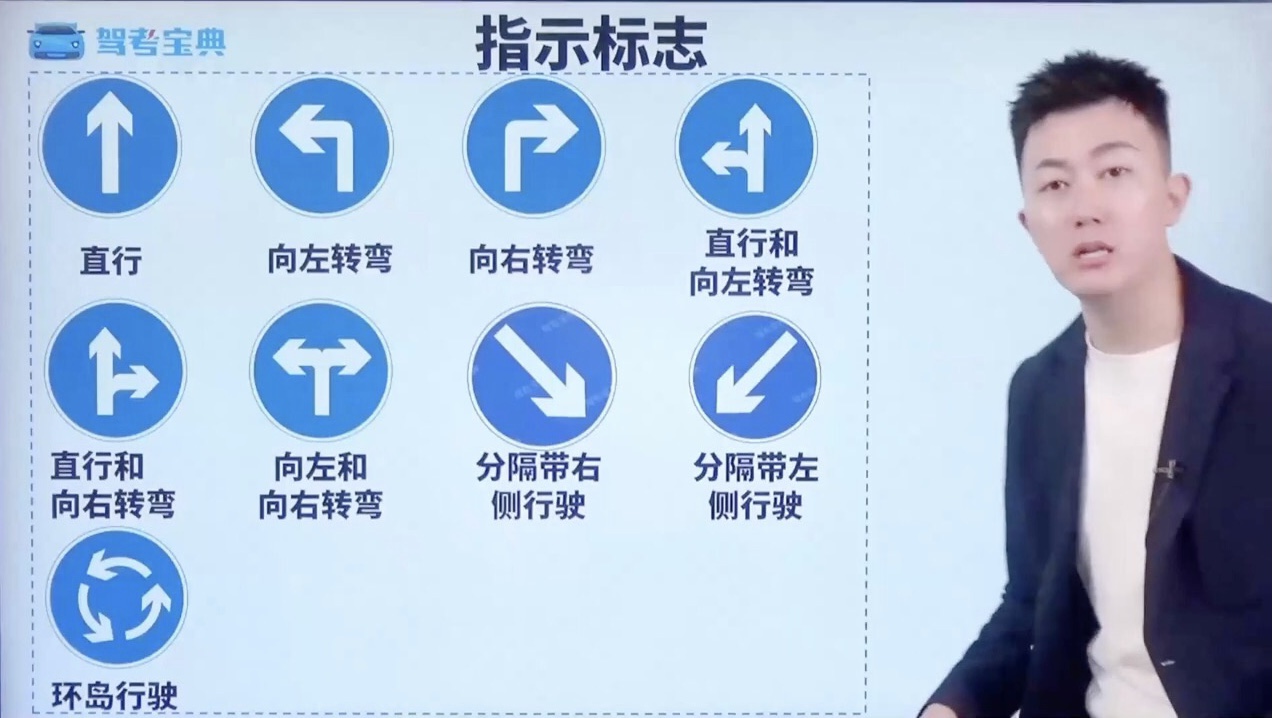 驾考宝典
指示标志
直行
向左转弯
向右转弯
直行和
向左转弯
直行和
向右转弯
向左和
向右转弯
分隔带右
侧行驶
分隔带左
侧行驶
环岛行驶